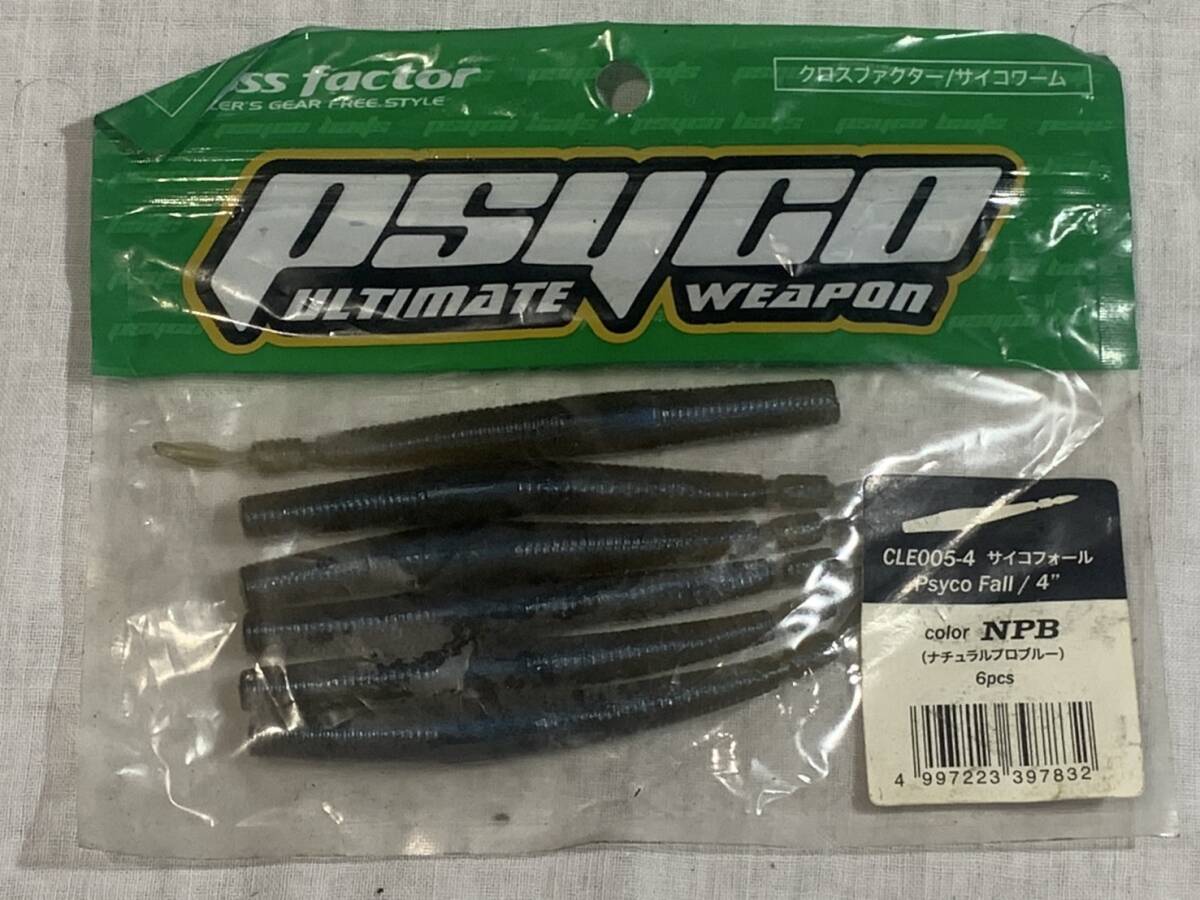 ss factor
LER'S GEAR FREE STYLE
クロスファクター/サイコワーム
PSYCO
ULTIMATE WEAPON
CLE005-4 サイコフォール
Psyco Fall / 4”
color NPB
(ナチュラルプロブルー)
6pcs
4 997223 397832